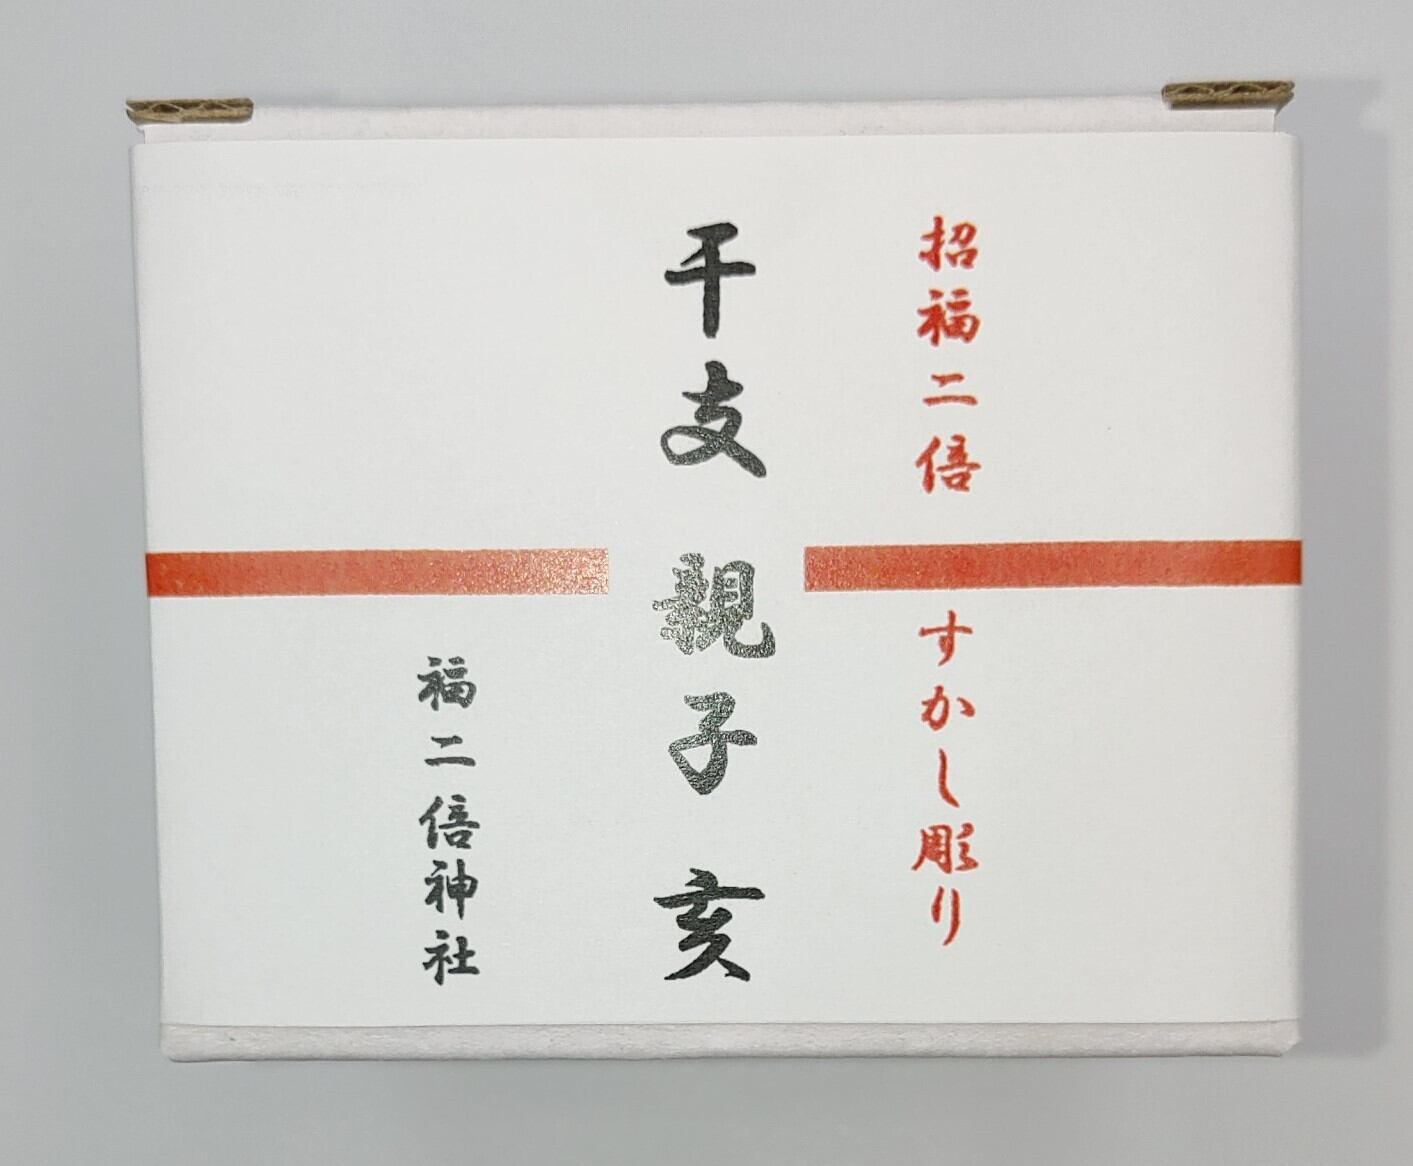 招福二倍 すかし彫り
干支 親子 亥
福二倍神社